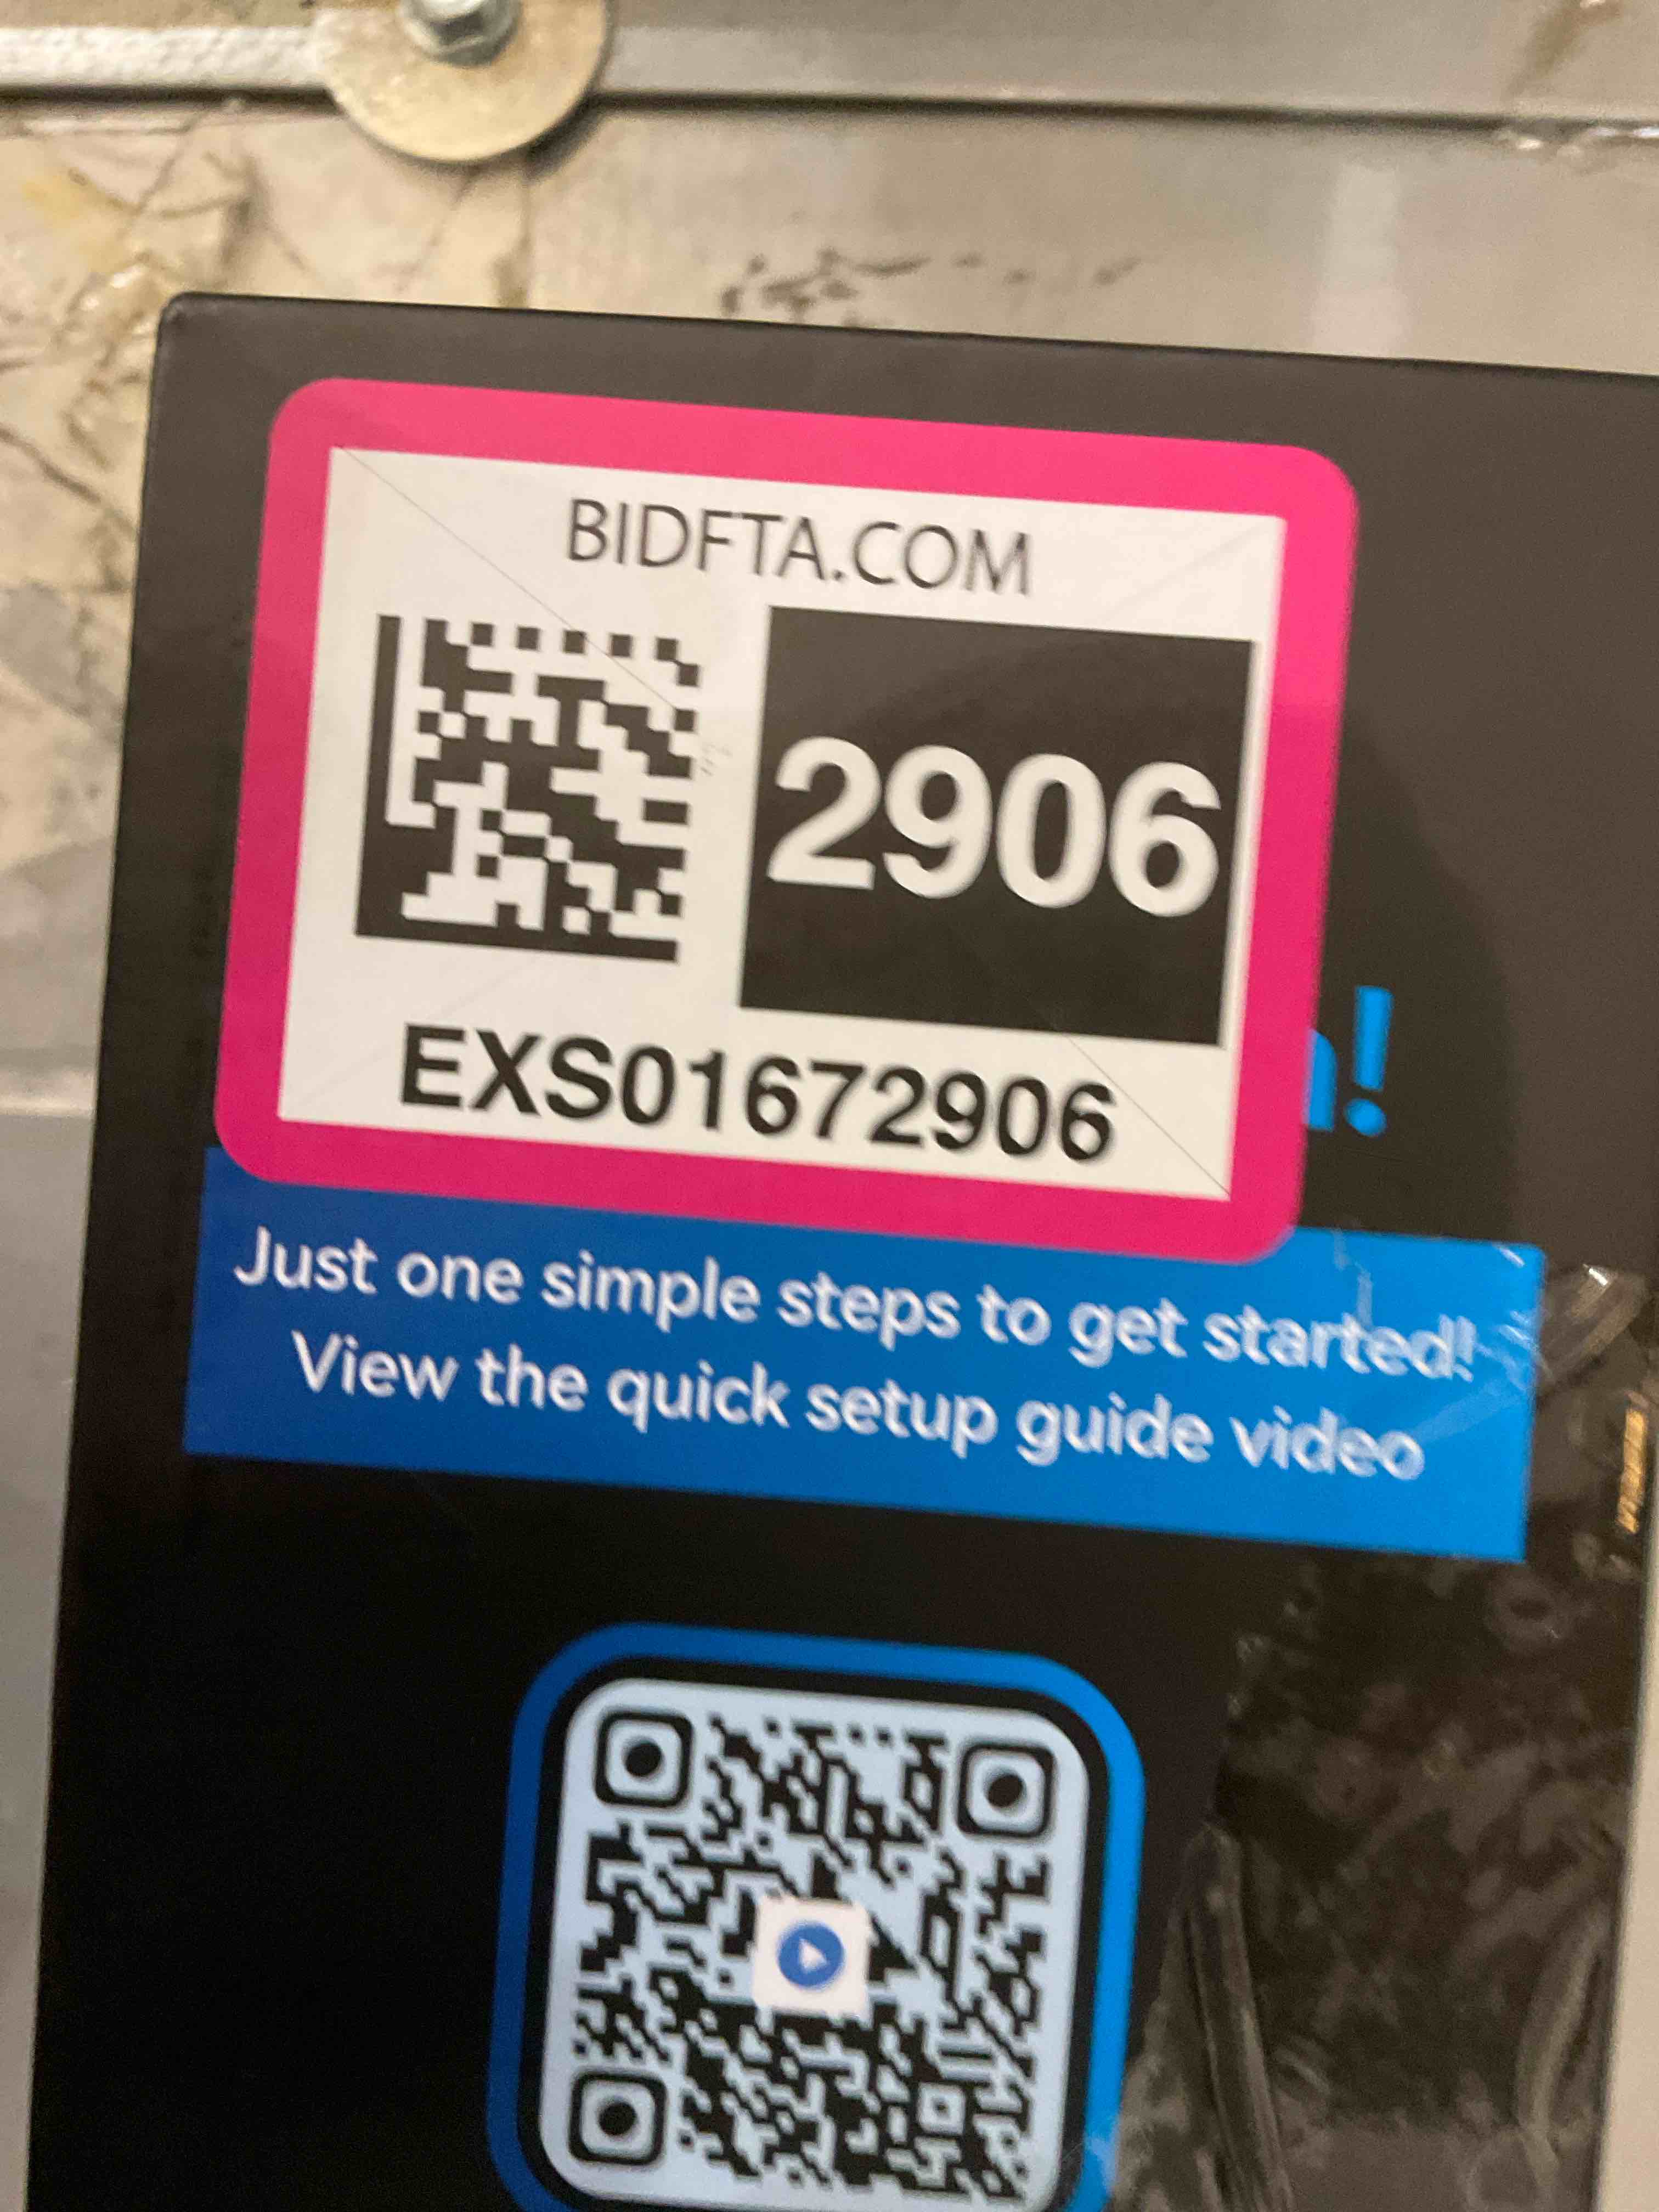 BIDFTA.COM
2906
EXS01672906
!
Just one simple steps to get started!
View the quick setup guide video